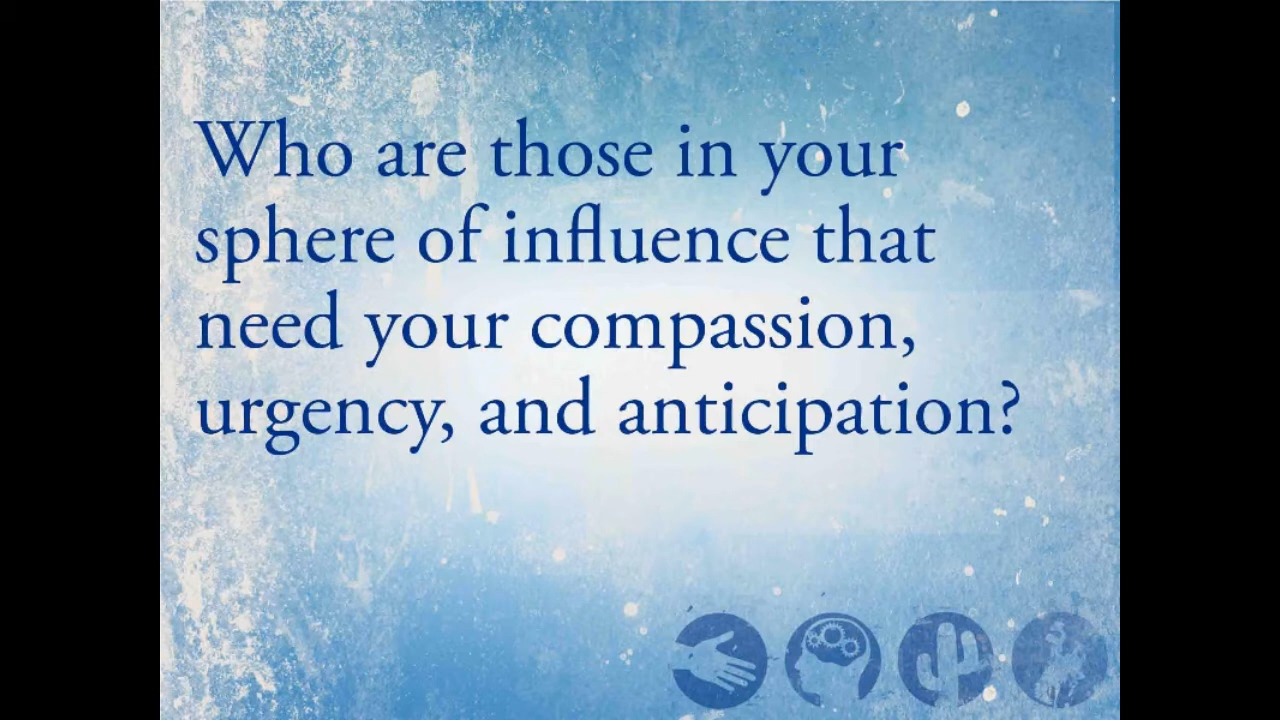 Who are those in your
sphere of influence that
need your compassion,
urgency, and anticipation?